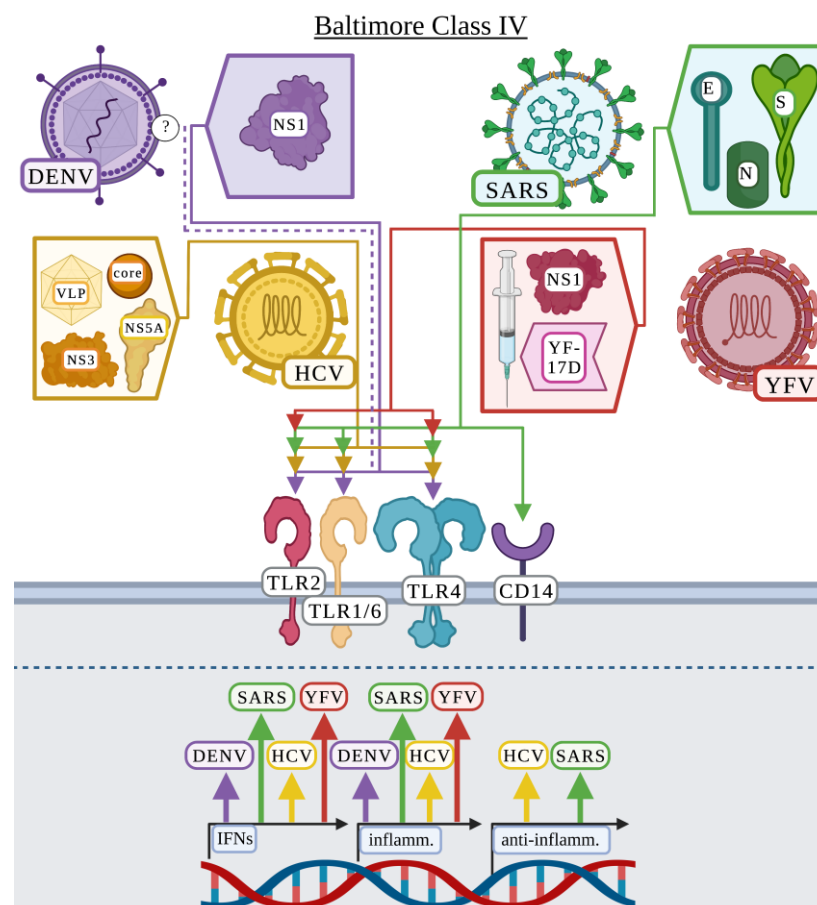 Baltimore Class IV
?
NS1
DENV
E
S
N
SARS
VLP
core
NS5A
NS3
HCV
NS1
YF-
17D
YFV
TLR2
TLR1/6
TLR4
CD14
SARS
YFV
SARS
YFV
DENV
HCV
DENV
HCV
HCV
SARS
IFNs
inflamm.
anti-inflamm.